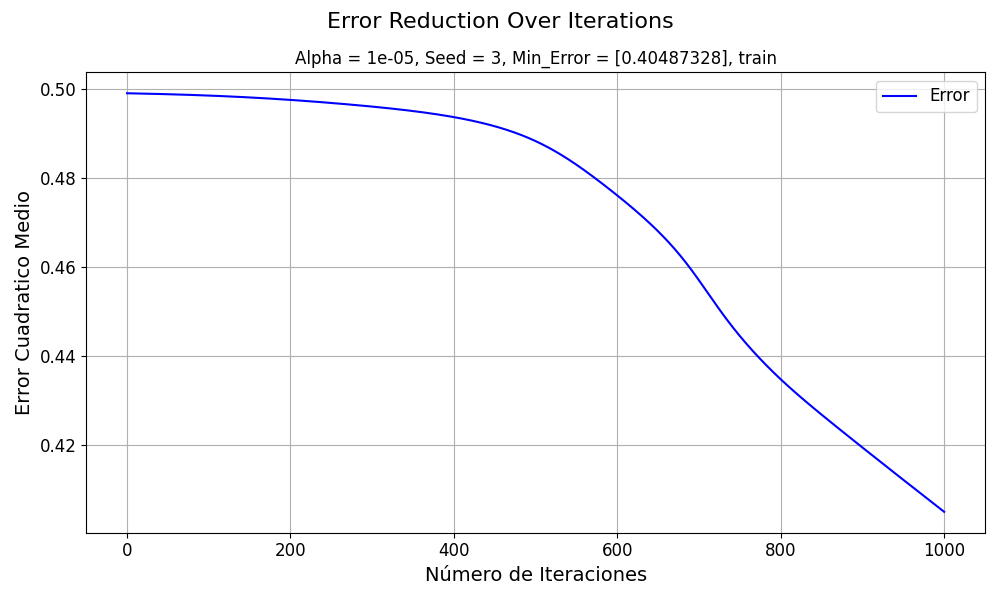 Error Reduction Over Iterations
Alpha = 1e-05, Seed = 3, Min_Error = [0.40487328], train
Error
0.50
0.48
0.46
0.44
0.42
Error Cuadratico Medio
0 200 400 600 800 1000
Número de Iteraciones